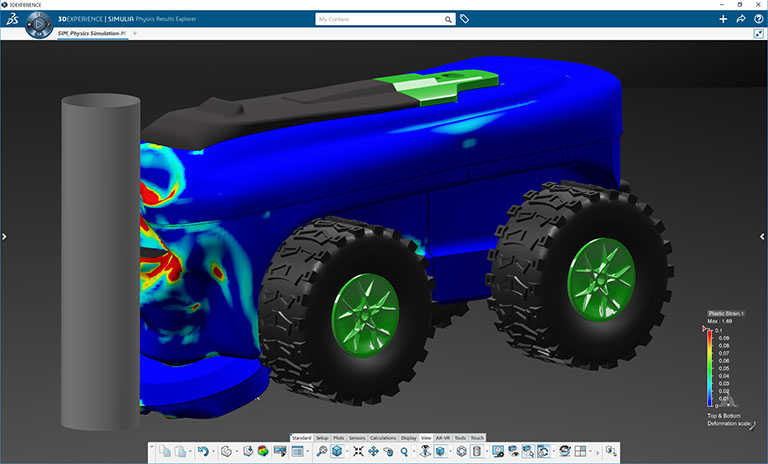 3DEXPERIENCE
3DEXPERIENCE | SIMULIA Physics Results Explorer
My Content
SIM_Physics Simulation-H
Plastic Strain.1
Max : 1.69
0.1
0.09
0.08
0.07
0.06
0.05
0.04
0.03
0.02
0.01
0
Top & Bottom
Deformation scale: 1
Standard Setup Plots Sensors Calculations Display View AR-VR Tools Touch